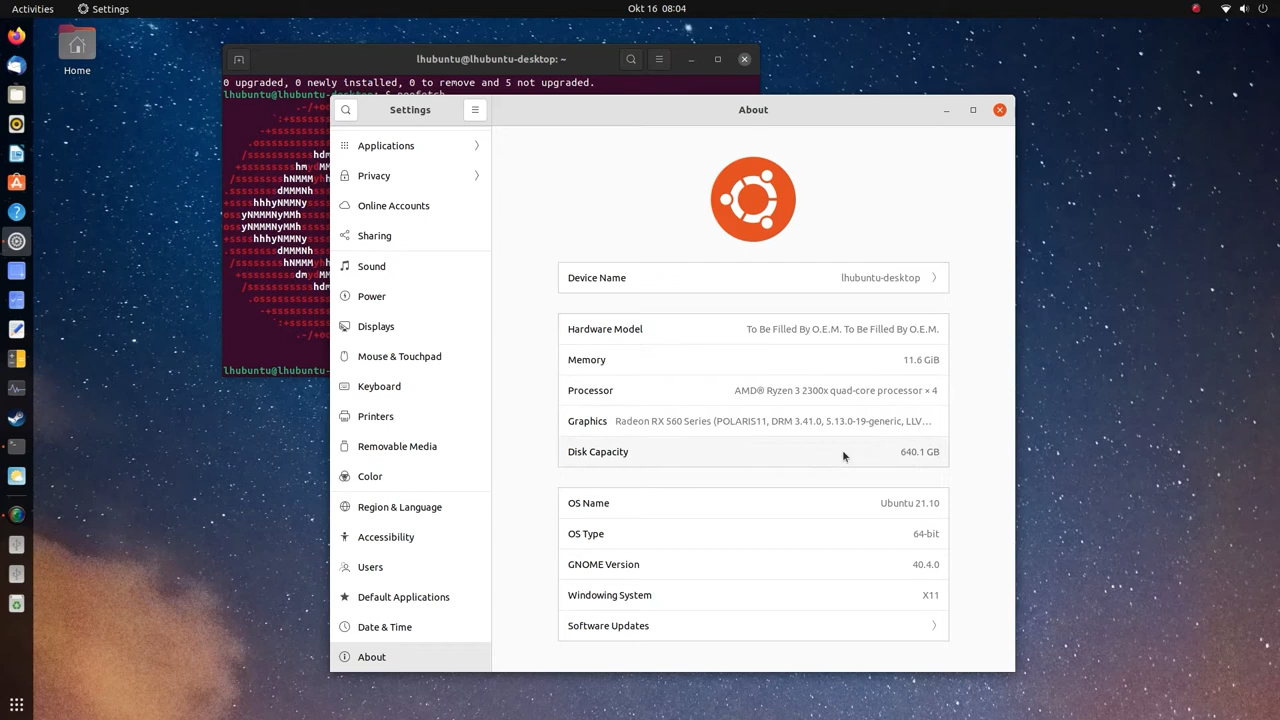 Activities
Settings
Okt 16 08:04
Home
lhubuntu@lhubuntu-desktop: ~
0 upgraded, 0 newly installed, 0 to remove and 5 not upgraded.
Settings
About
Applications
Privacy
Online Accounts
Sharing
Sound
Power
Displays
Mouse & Touchpad
Keyboard
Printers
Removable Media
Color
Region & Language
Accessibility
Users
Default Applications
Date & Time
About
Device Name lhubuntu-desktop
Hardware Model To Be Filled By O.E.M. To Be Filled By O.E.M.
Memory 11.6 GiB
Processor AMD® Ryzen 3 2300x quad-core processor × 4
Graphics Radeon RX 560 Series (POLARIS11, DRM 3.41.0, 5.13.0-19-generic, LLV…
Disk Capacity 640.1 GB
OS Name Ubuntu 21.10
OS Type 64-bit
GNOME Version 40.4.0
Windowing System X11
Software Updates